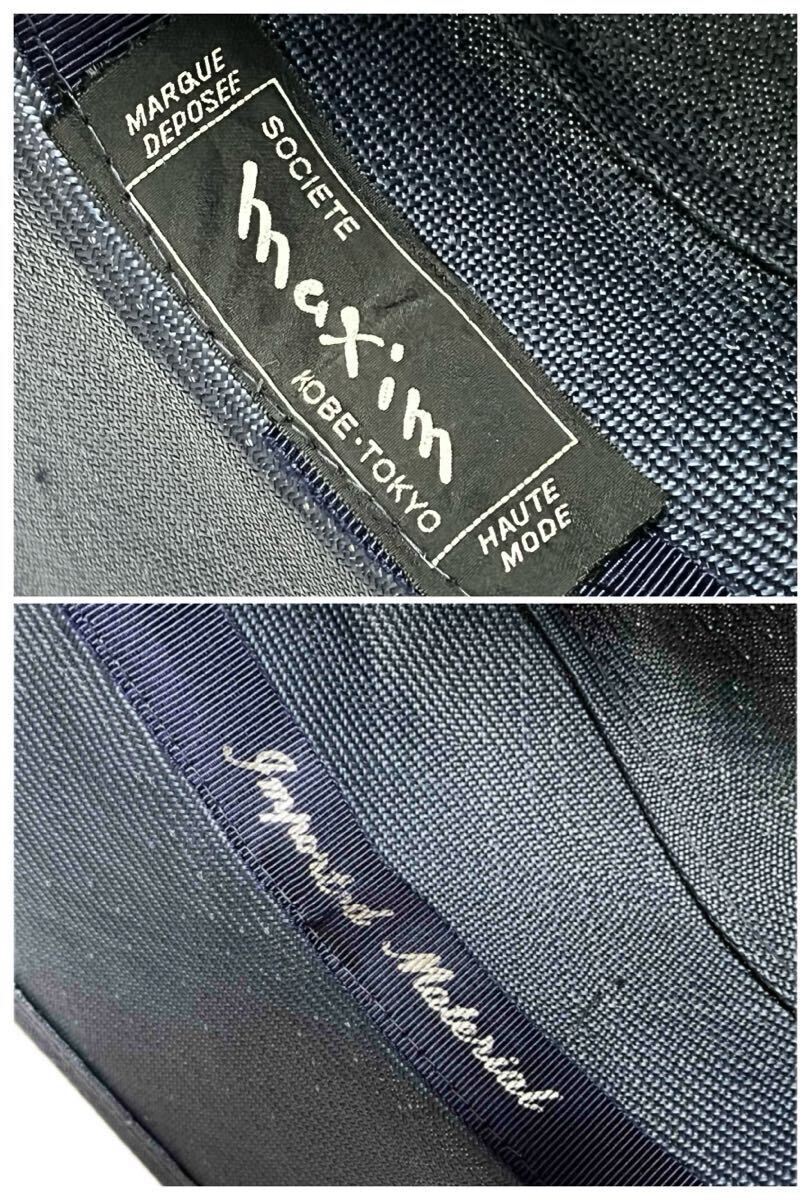 MARQUE
DEPOSEE
SOCIETE
maxim
KOBE·TOKYO
HAUTE
MODE
Imported Material